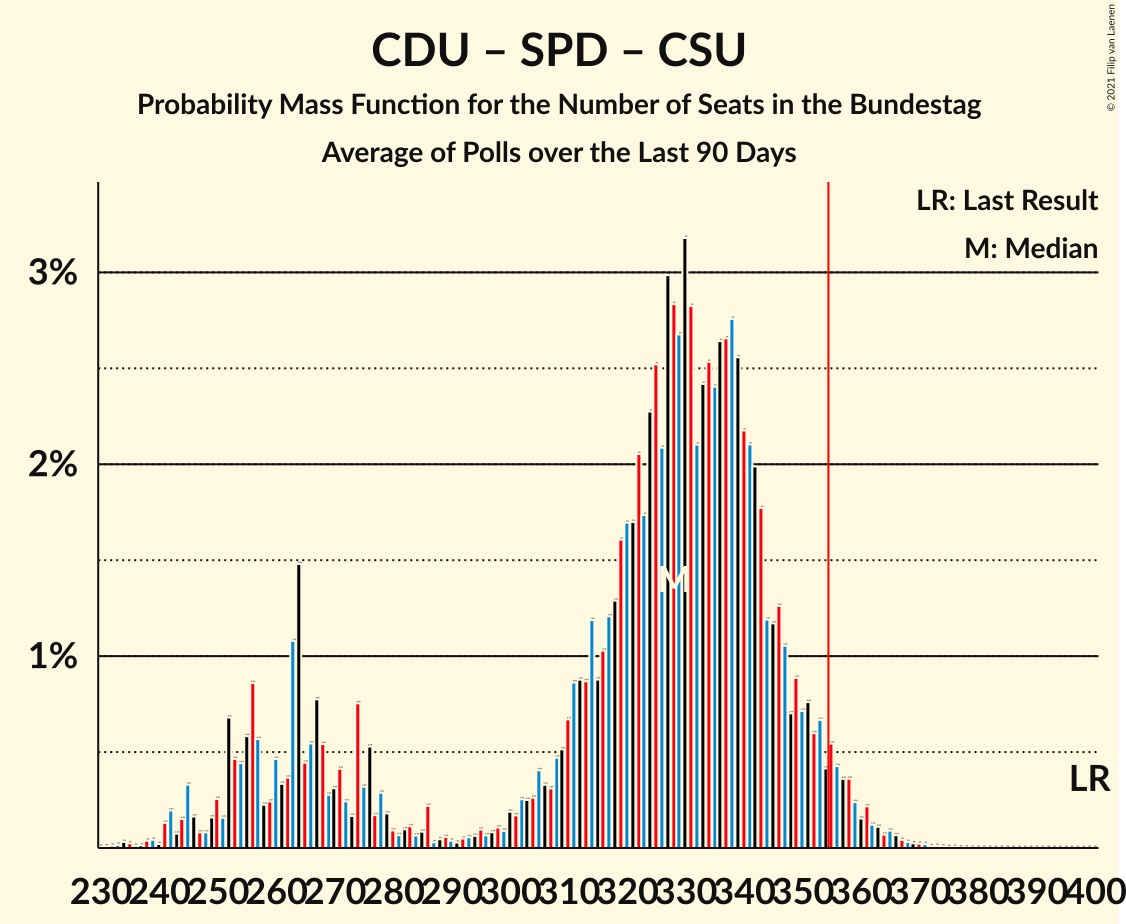 CDU – SPD – CSU
Probability Mass Function for the Number of Seats in the Bundestag
Average of Polls over the Last 90 Days
© 2021 Filip van Laenen
LR: Last Result
M: Median
3%
2%
1%
M
LR
230 240 250 260 270 280 290 300 310 320 330 340 350 360 370 380 390 400